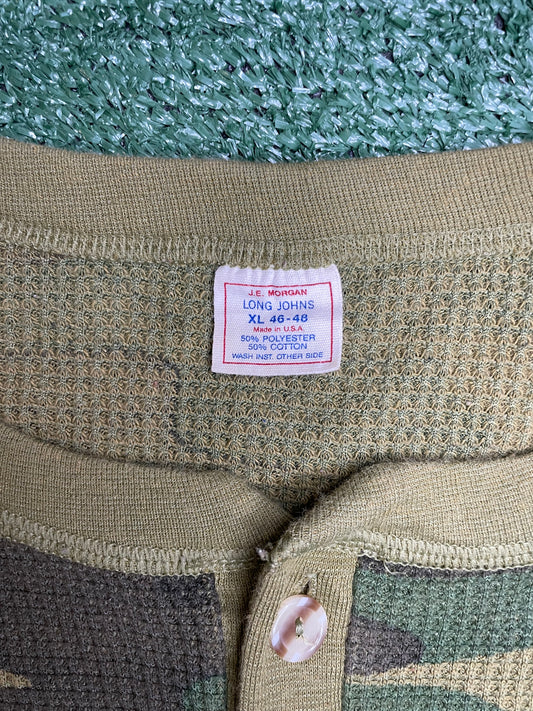 J.E. MORGAN
LONG JOHNS
XL 46-48
Made in U.S.A.
50% POLYESTER
50% COTTON
WASH INST. OTHER SIDE